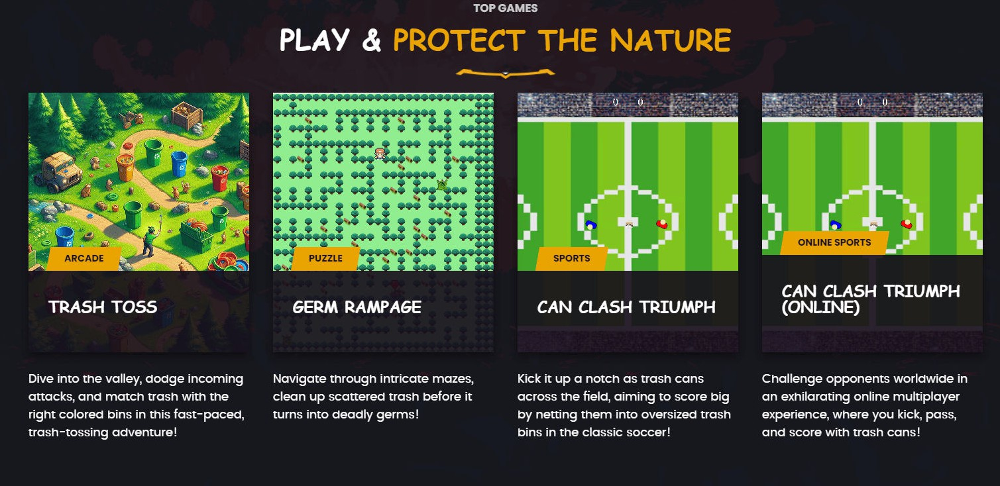 TOP GAMES
PLAY & PROTECT THE NATURE
ARCADE
TRASH TOSS
Dive into the valley, dodge incoming
attacks, and match trash with the
right colored bins in this fast-paced,
trash-tossing adventure!
PUZZLE
GERM RAMPAGE
Navigate through intricate mazes,
clean up scattered trash before it
turns into deadly germs!
0 0
SPORTS
CAN CLASH TRIUMPH
Kick it up a notch as trash cans
across the field, aiming to score big
by netting them into oversized trash
bins in the classic soccer!
0 0
ONLINE SPORTS
CAN CLASH TRIUMPH
(ONLINE)
Challenge opponents worldwide in
an exhilarating online multiplayer
experience, where you kick, pass,
and score with trash cans!